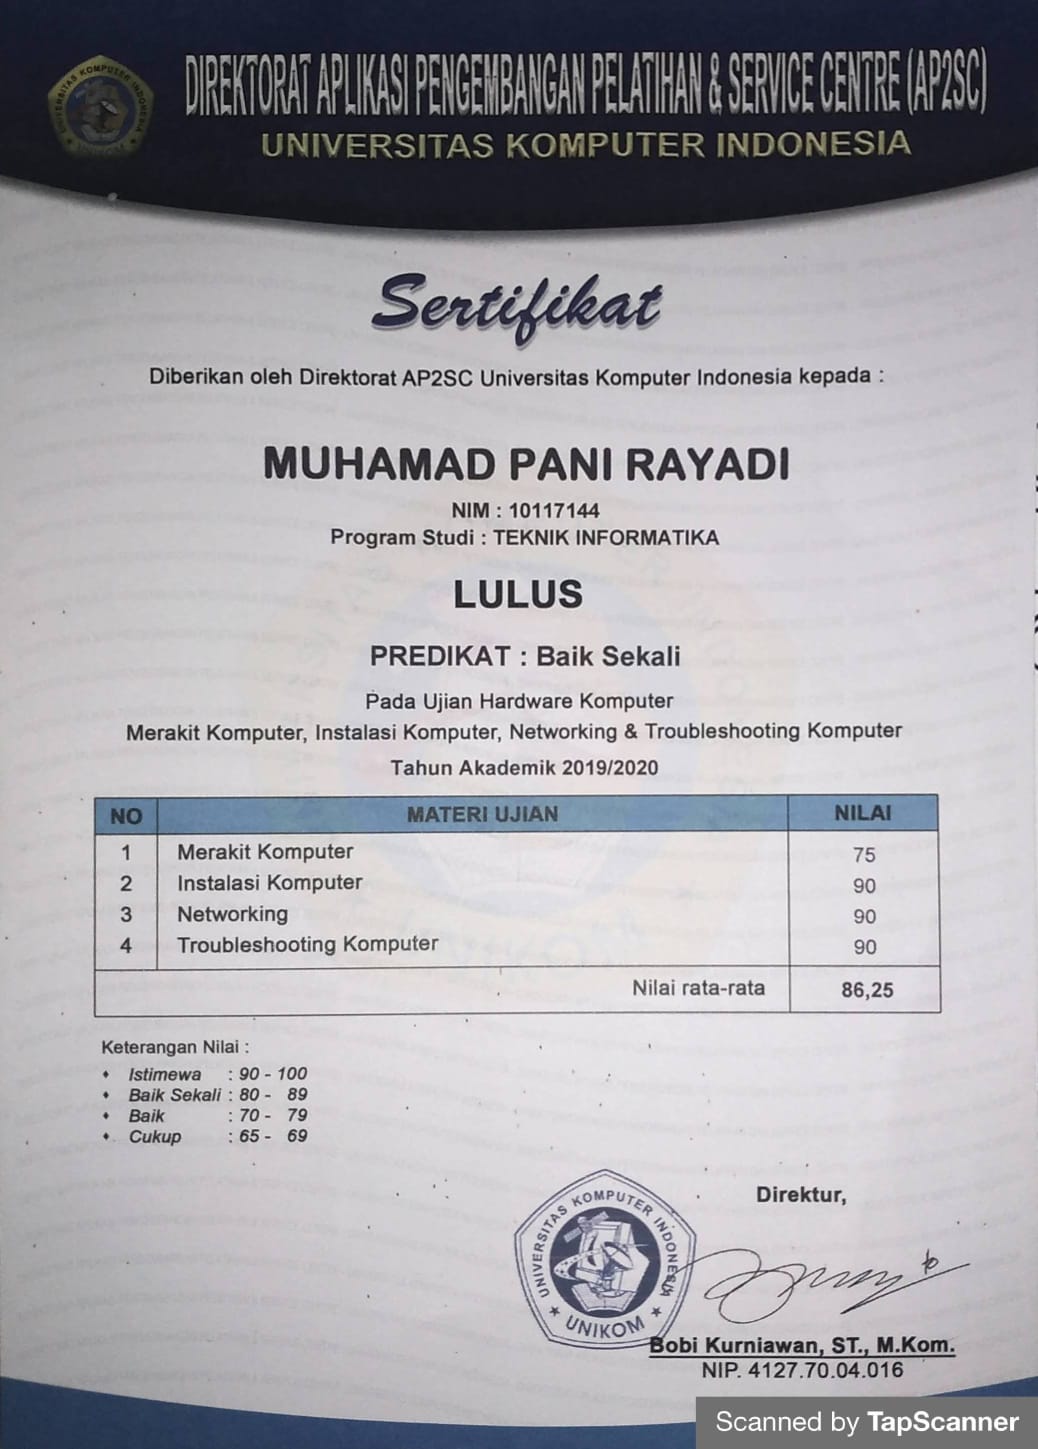 DIREKTORAT APLIKASI PENGEMBANGAN PELATIHAN & SERVICE CENTRE (AP2SC)
UNIVERSITAS KOMPUTER INDONESIA
UNIVERSITAS KOMPUTER INDONESIA
UNIKOM
Sertifikat
Diberikan oleh Direktorat AP2SC Universitas Komputer Indonesia kepada :
MUHAMAD PANI RAYADI
NIM : 10117144
Program Studi : TEKNIK INFORMATIKA
LULUS
PREDIKAT : Baik Sekali
Pada Ujian Hardware Komputer
Merakit Komputer, Instalasi Komputer, Networking & Troubleshooting Komputer
Tahun Akademik 2019/2020
NO MATERI UJIAN NILAI
1 Merakit Komputer 75
2 Instalasi Komputer 90
3 Networking 90
4 Troubleshooting Komputer 90
Nilai rata-rata 86,25
Keterangan Nilai :
♦ Istimewa : 90 - 100
♦ Baik Sekali : 80 - 89
♦ Baik : 70 - 79
♦ Cukup : 65 - 69
Direktur,
UNIVERSITAS KOMPUTER INDONESIA
UNIKOM
Bobi Kurniawan, ST., M.Kom.
NIP. 4127.70.04.016
Scanned by TapScanner